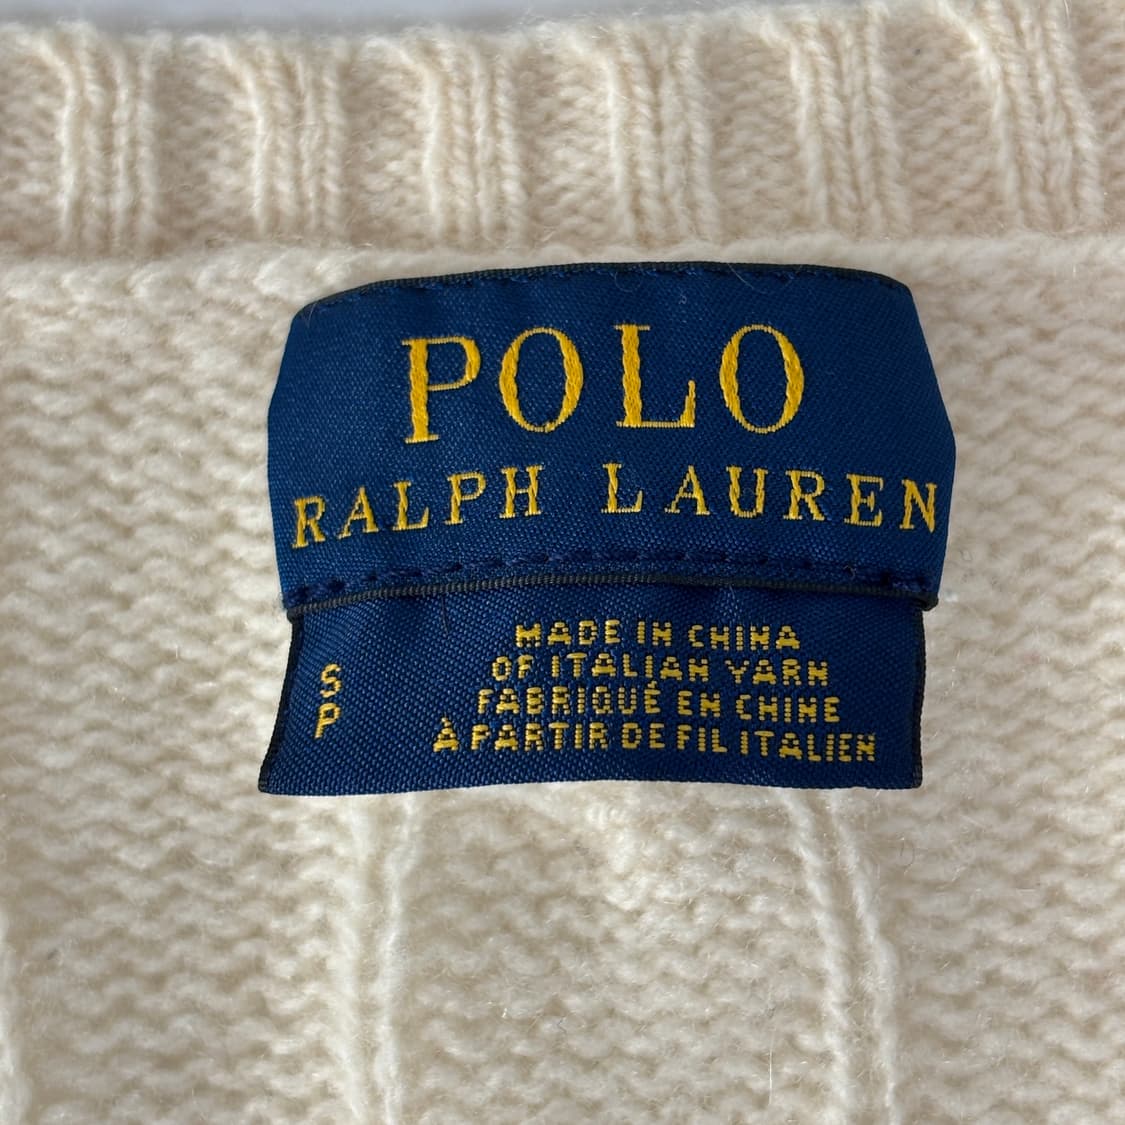 POLO
RALPH LAUREN
S
P
MADE IN CHINA
OF ITALIAN YARN
FABRIQUÉ EN CHINE
À PARTIR DE FIL ITALIEN